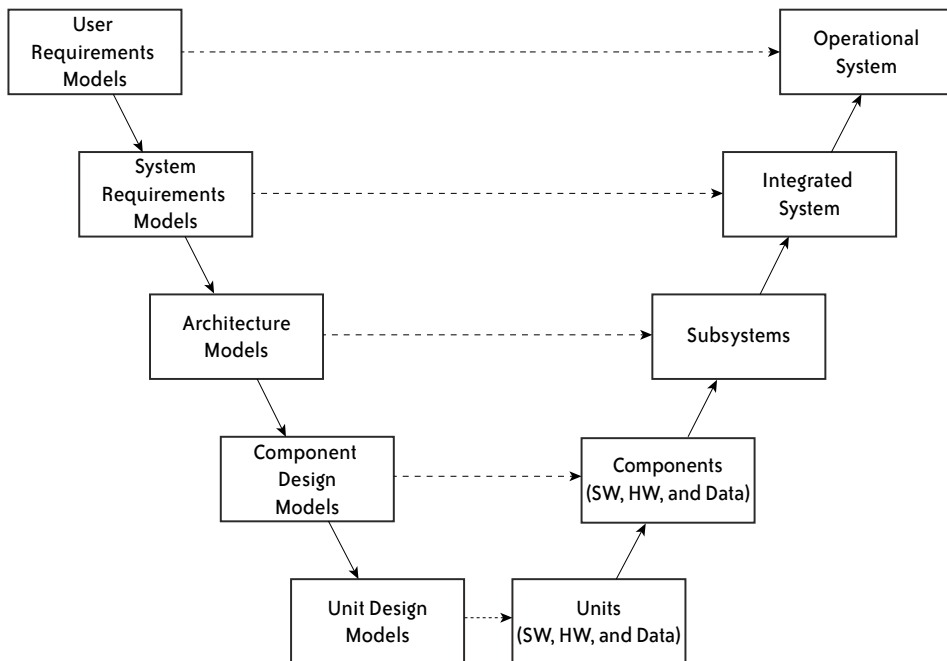 User
Requirements
Models
Operational
System
System
Requirements
Models
Integrated
System
Architecture
Models
Subsystems
Component
Design
Models
Components
(SW, HW, and Data)
Unit Design
Models
Units
(SW, HW, and Data)